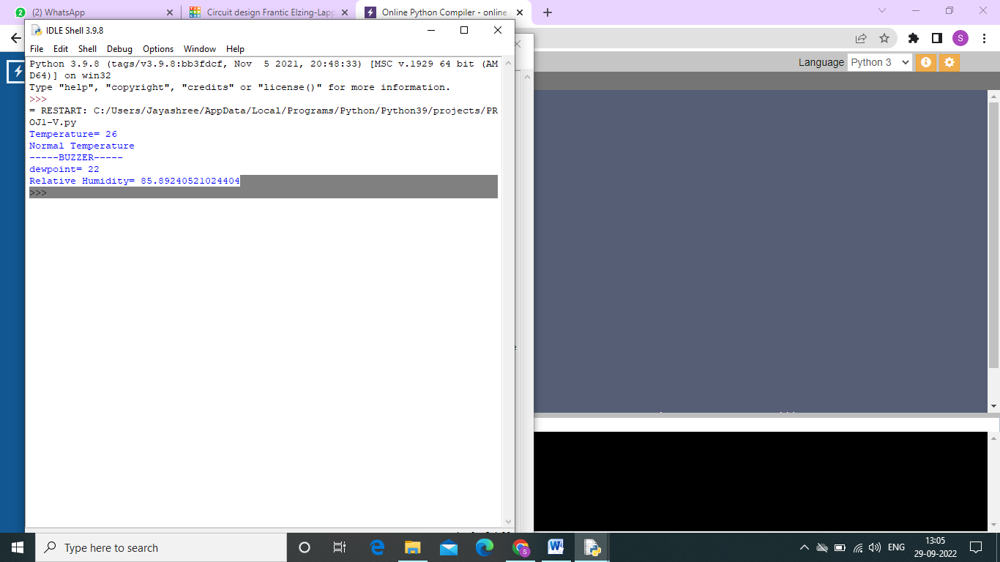 (2) WhatsApp
Circuit design Frantic Elzing-Lapp
Online Python Compiler - online
IDLE Shell 3.9.8
File Edit Shell Debug Options Window Help
Python 3.9.8 (tags/v3.9.8:bb3fdcf, Nov  5 2021, 20:48:33) [MSC v.1929 64 bit (AM
D64)] on win32
Type "help", "copyright", "credits" or "license()" for more information.
>>>
= RESTART: C:/Users/Jayashree/AppData/Local/Programs/Python/Python39/projects/PR
OJ1-V.py
Temperature= 26
Normal Temperature
-----BUZZER-----
dewpoint= 22
Relative Humidity= 85.89240521024404
>>>
S
Language Python 3
Type here to search
ENG
13:05
29-09-2022